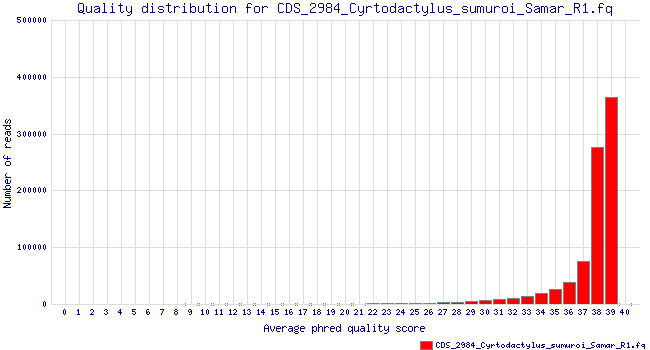 Quality distribution for CDS_2984_Cyrtodactylus_sumuroi_Samar_R1.fq
500000
400000
300000
200000
100000
0
Number of reads
0 1 2 3 4 5 6 7 8 9 10 11 12 13 14 15 16 17 18 19 20 21 22 23 24 25 26 27 28 29 30 31 32 33 34 35 36 37 38 39 40
Average phred quality score
CDS_2984_Cyrtodactylus_sumuroi_Samar_R1.fq